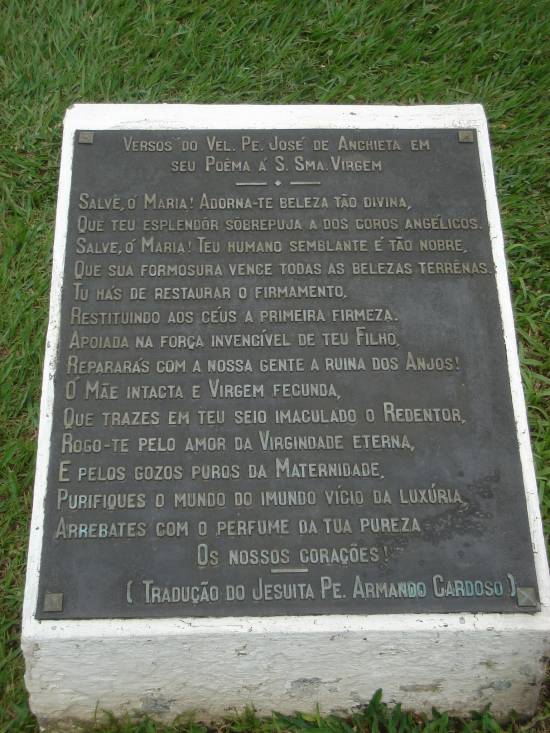 VERSOS DO VEL. PE. JOSÉ DE ANCHIETA EM
SEU POÊMA Á S. SMA. VIRGEM
SALVÉ, Ó MARIA! ADORNA-TE BELEZA TÃO DIVINA,
QUE TEU ESPLENDÔR SÔBREPUJA A DOS COROS ANGÉLICOS.
SALVE, Ó MARIA! TEU HUMANO SEMBLANTE É TÃO NOBRE,
QUE SUA FORMOSURA VENCE TODAS AS BELEZAS TERRÊNAS.
TU HÁS DE RESTAURAR O FIRMAMENTO,
RESTITUINDO AOS CÉUS A PRIMEIRA FIRMEZA.
APOIADA NA FORÇA INVENCÍVEL DE TEU FILHO,
REPARARÁS COM A NOSSA GENTE A RUINA DOS ANJOS!
Ó MÃE INTACTA E VIRGEM FECUNDA,
QUE TRAZES EM TEU SEIO IMACULADO O REDENTOR,
ROGO-TE PELO AMOR DA VIRGINDADE ETERNA,
E PELOS GOZOS PUROS DA MATERNIDADE,
PURIFIQUES O MUNDO DO IMUNDO VÍCIO DA LUXÚRIA,
ARREBATES COM O PERFUME DA TUA PUREZA
OS NOSSOS CORAÇÕES!
( TRADUÇÃO DO JESUITA PE. ARMANDO CARDOSO )